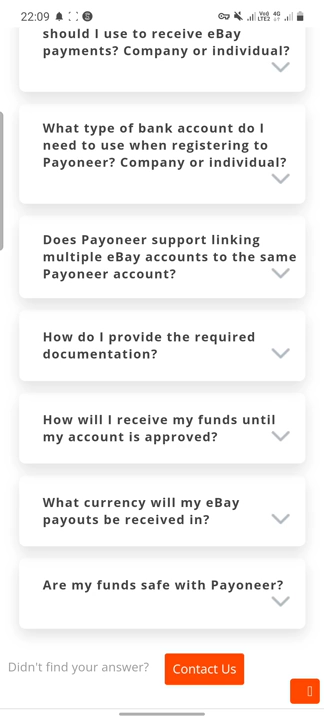 22:09
Vo9 4G
LTE2
should I use to receive eBay
payments? Company or individual?
What type of bank account do I
need to use when registering to
Payoneer? Company or individual?
Does Payoneer support linking
multiple eBay accounts to the same
Payoneer account?
How do I provide the required
documentation?
How will I receive my funds until
my account is approved?
What currency will my eBay
payouts be received in?
Are my funds safe with Payoneer?
Didn't find your answer?
Contact Us